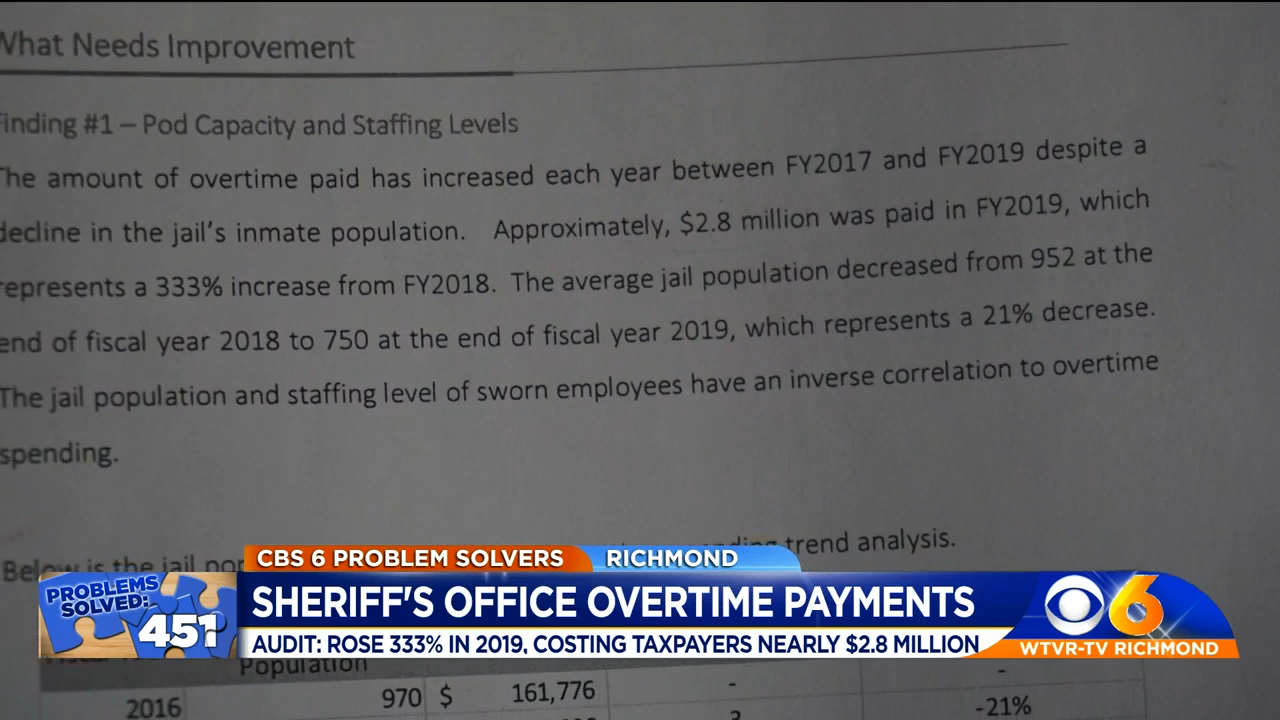 What Needs Improvement
Finding #1 – Pod Capacity and Staffing Levels
The amount of overtime paid has increased each year between FY2017 and FY2019 despite a
decline in the jail's inmate population. Approximately, $2.8 million was paid in FY2019, which
represents a 333% increase from FY2018. The average jail population decreased from 952 at the
end of fiscal year 2018 to 750 at the end of fiscal year 2019, which represents a 21% decrease.
The jail population and staffing level of sworn employees have an inverse correlation to overtime
spending.
Below is the jail trend analysis.
CBS 6 PROBLEM SOLVERS RICHMOND
PROBLEMS
SOLVED:
451
SHERIFF'S OFFICE OVERTIME PAYMENTS
AUDIT: ROSE 333% IN 2019, COSTING TAXPAYERS NEARLY $2.8 MILLION
6
WTVR-TV RICHMOND
Population
2016 970 $ 161,776 - -
-21%